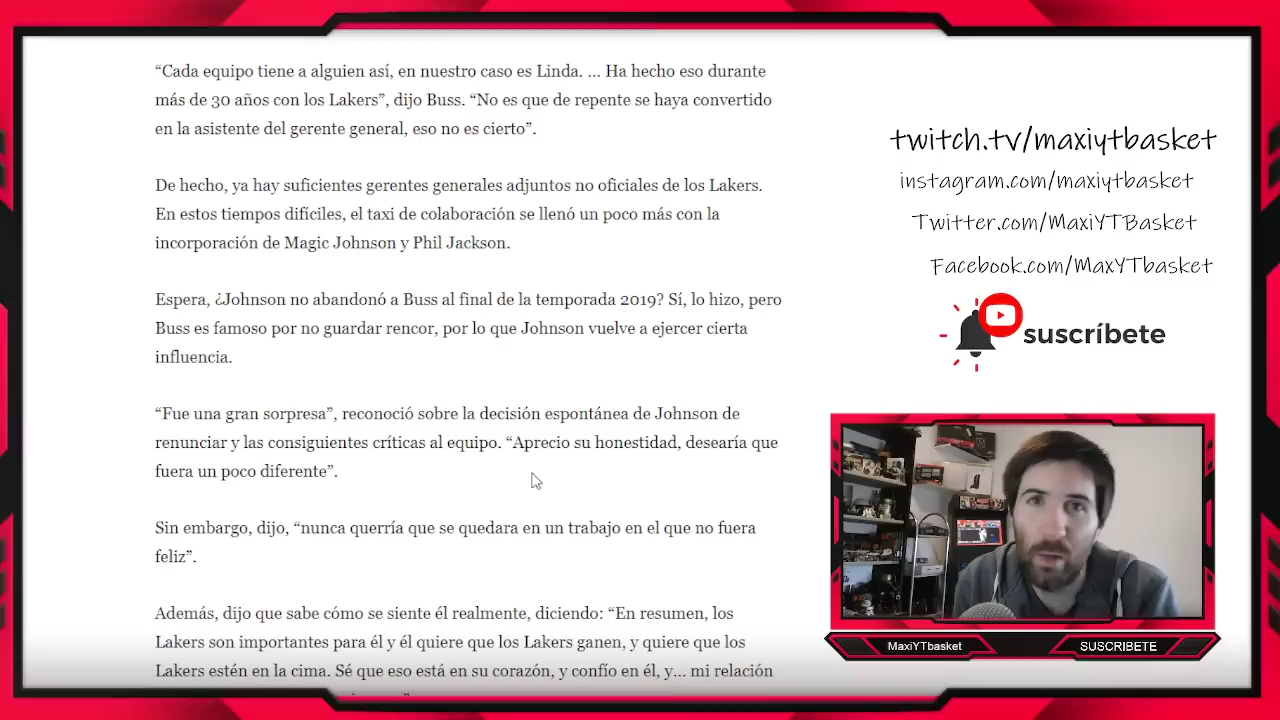 “Cada equipo tiene a alguien así, en nuestro caso es Linda. ... Ha hecho eso durante
más de 30 años con los Lakers”, dijo Buss. “No es que de repente se haya convertido
en la asistente del gerente general, eso no es cierto”.
De hecho, ya hay suficientes gerentes generales adjuntos no oficiales de los Lakers.
En estos tiempos difíciles, el taxi de colaboración se llenó un poco más con la
incorporación de Magic Johnson y Phil Jackson.
Espera, ¿Johnson no abandonó a Buss al final de la temporada 2019? Sí, lo hizo, pero
Buss es famoso por no guardar rencor, por lo que Johnson vuelve a ejercer cierta
influencia.
“Fue una gran sorpresa”, reconoció sobre la decisión espontánea de Johnson de
renunciar y las consiguientes críticas al equipo. “Aprecio su honestidad, desearía que
fuera un poco diferente”.
Sin embargo, dijo, “nunca querría que se quedara en un trabajo en el que no fuera
feliz”.
Además, dijo que sabe cómo se siente él realmente, diciendo: “En resumen, los
Lakers son importantes para él y él quiere que los Lakers ganen, y quiere que los
Lakers estén en la cima. Sé que eso está en su corazón, y confío en él, y... mi relación
twitch.tv/maxiytbasket
instagram.com/maxiytbasket
Twitter.com/MaxiYTBasket
Facebook.com/MaxYTbasket
suscríbete
MaxiYTbasket
SUSCRIBETE